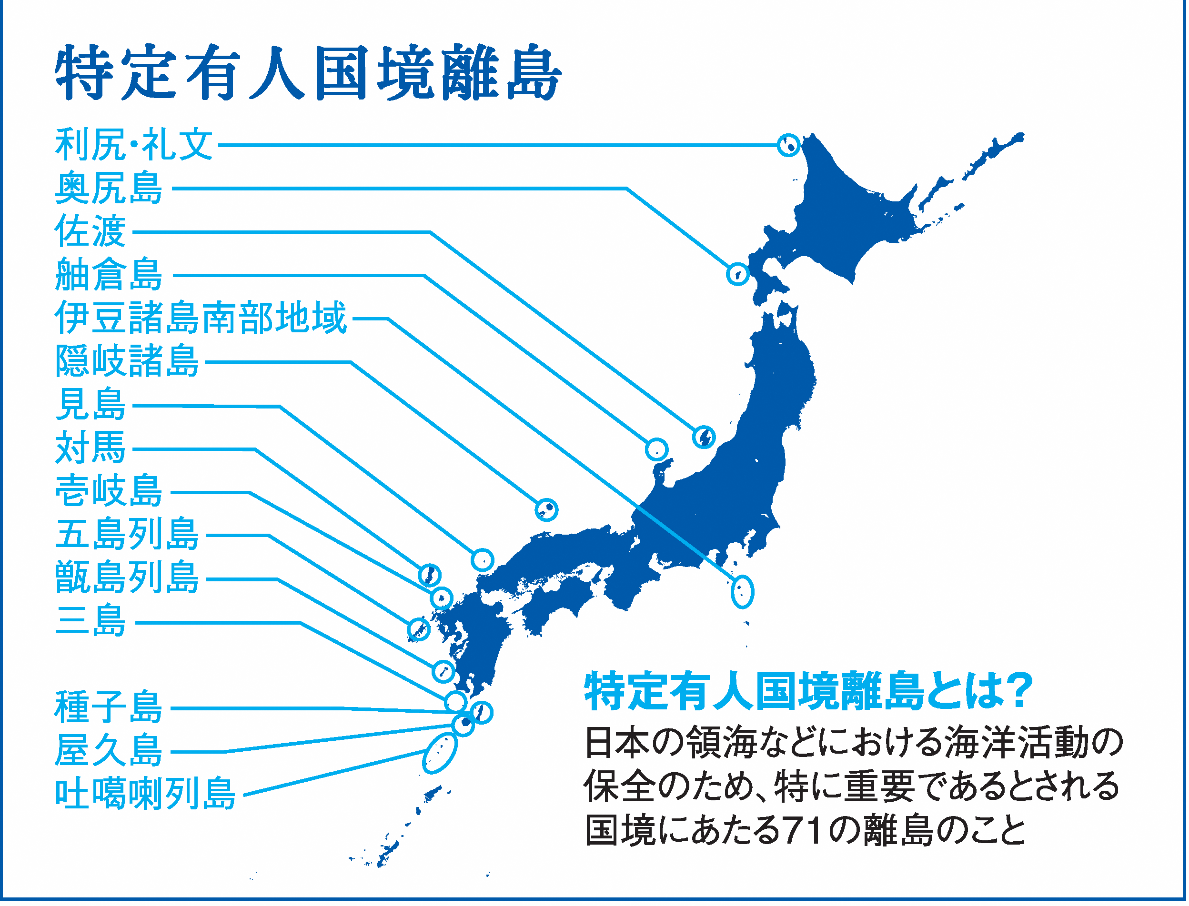 特定有人国境離島
利尻・礼文
奥尻島
佐渡
舳倉島
伊豆諸島南部地域
隠岐諸島
見島
対馬
壱岐島
五島列島
甑島列島
三島
種子島
屋久島
吐噶喇列島
特定有人国境離島とは?
日本の領海などにおける海洋活動の
保全のため、特に重要であるとされる
国境にあたる71の離島のこと